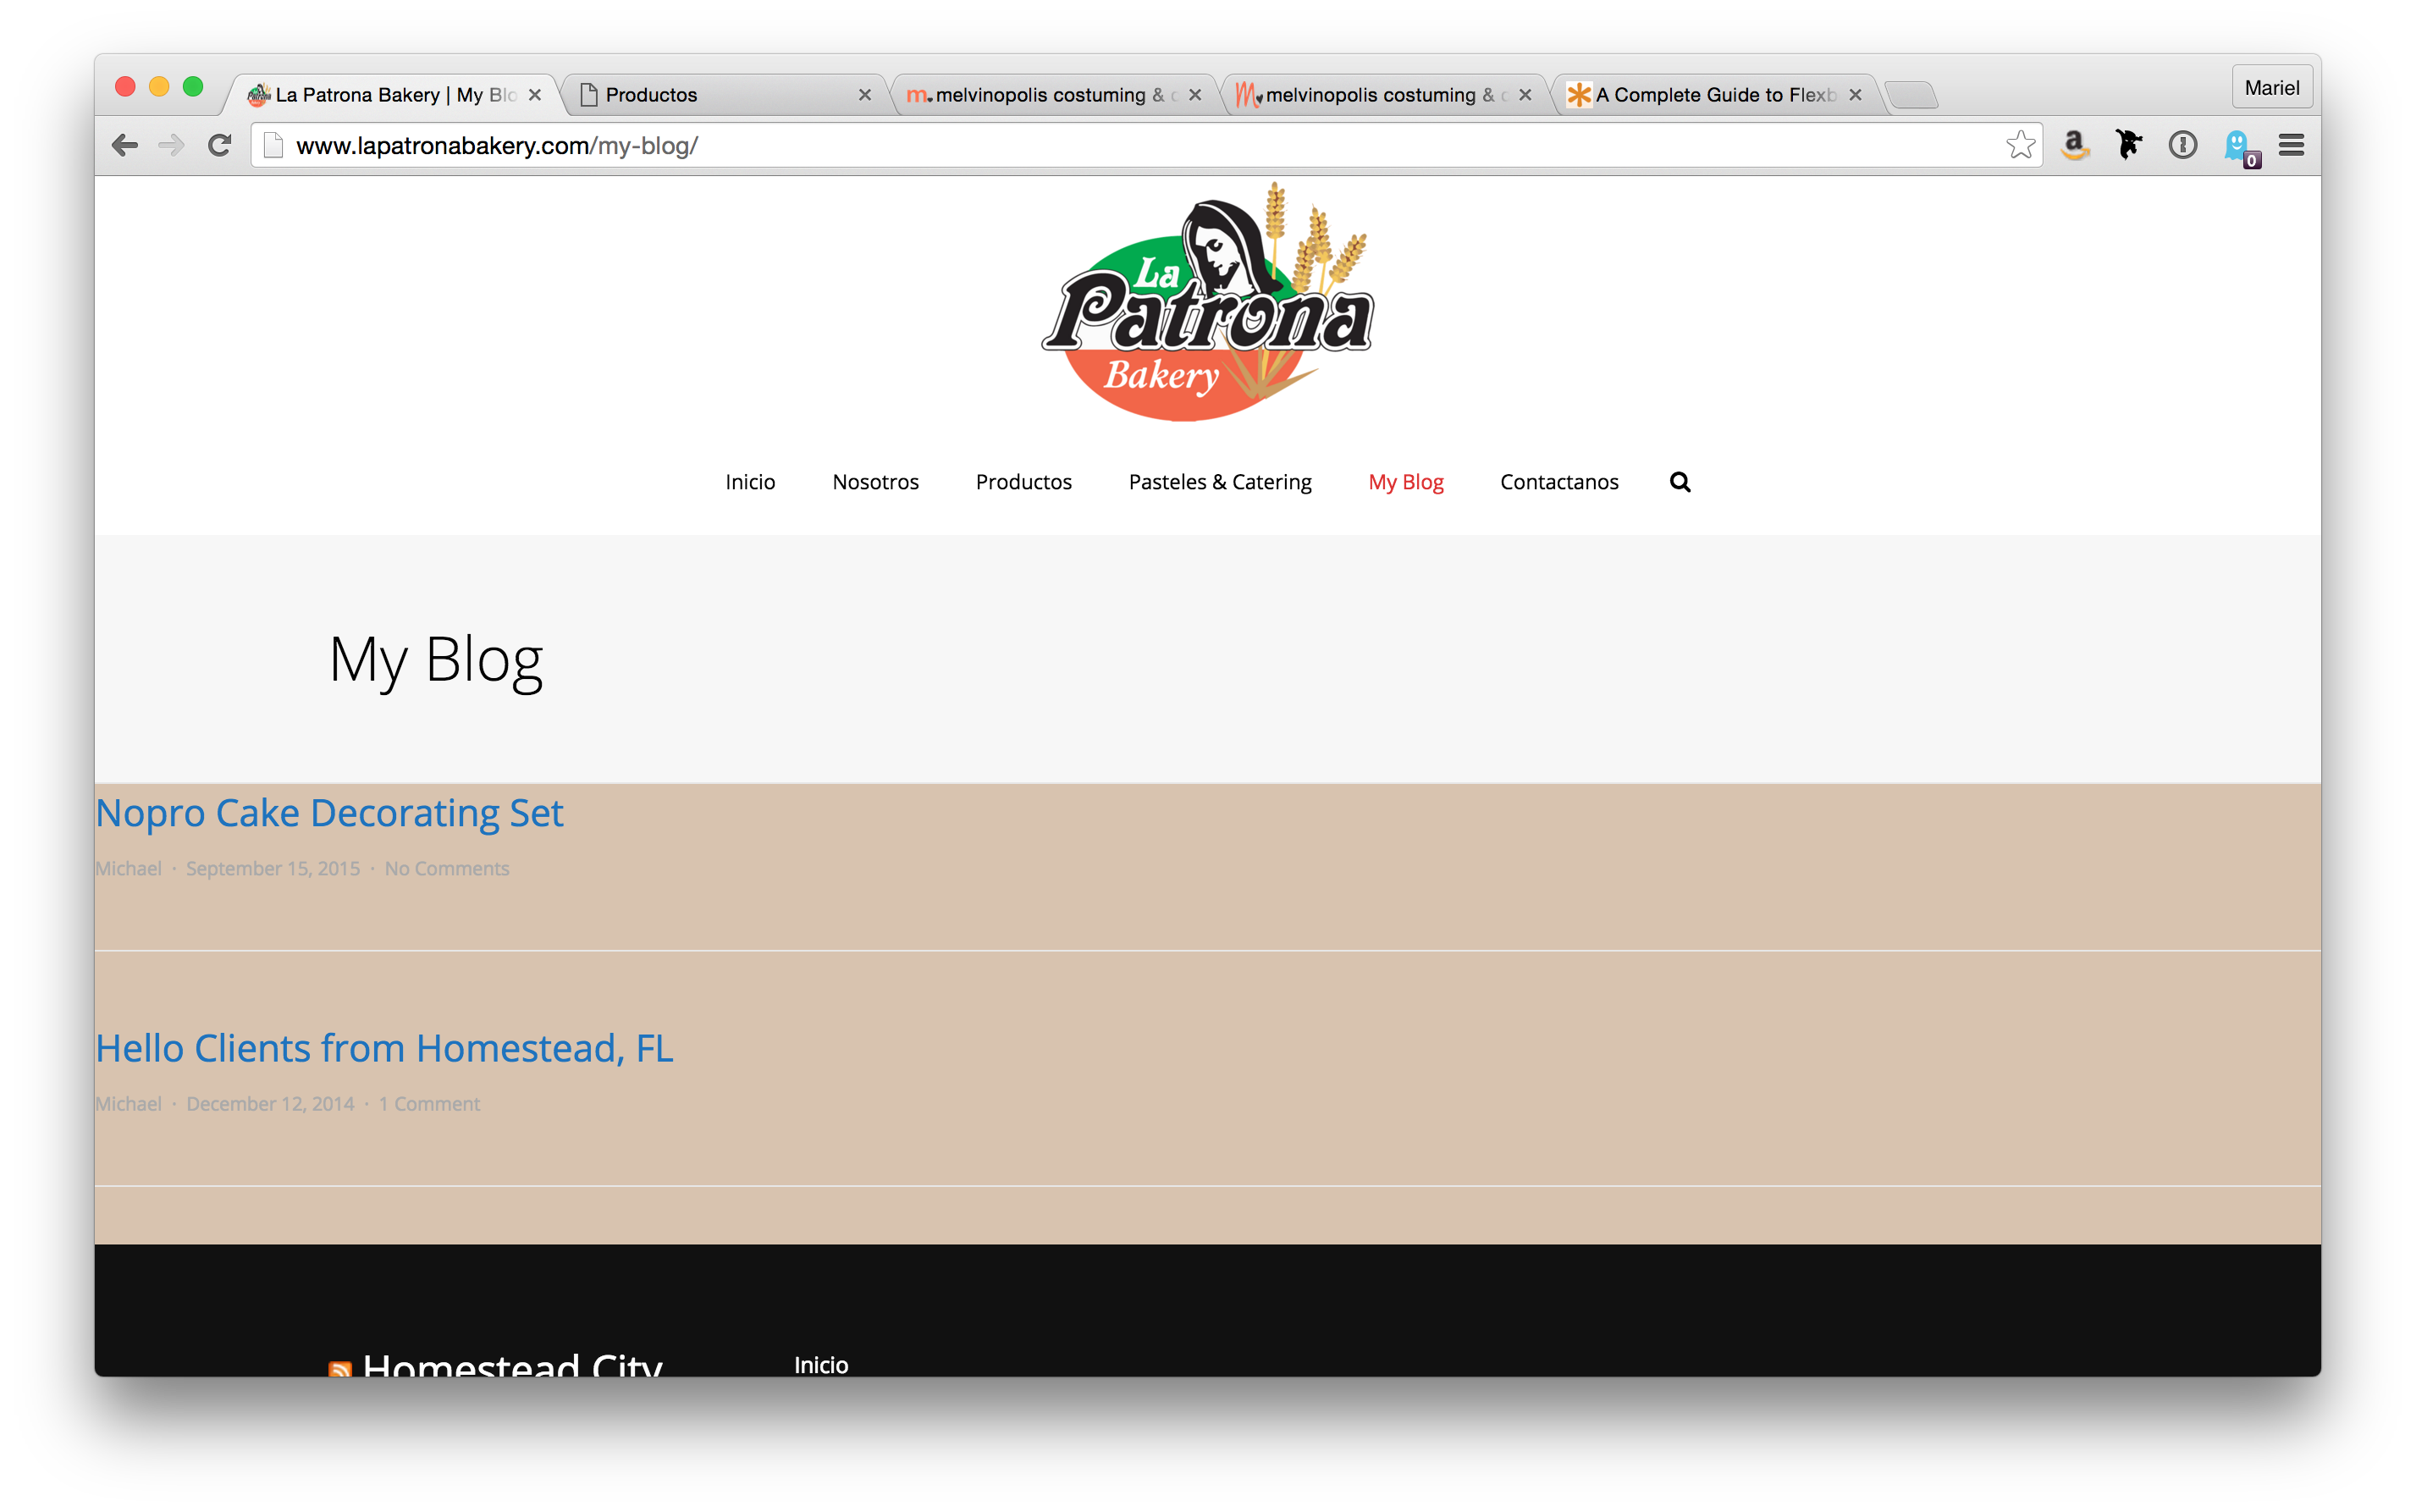 La Patrona Bakery | My Blo
Productos
m. melvinopolis costuming & c
M melvinopolis costuming & c
A Complete Guide to Flexb
Mariel
www.lapatronabakery.com/my-blog/
a
0
La
Patrona
Bakery
Inicio
Nosotros
Productos
Pasteles & Catering
My Blog
Contactanos
My Blog
Nopro Cake Decorating Set
Michael · September 15, 2015 · No Comments
Hello Clients from Homestead, FL
Michael · December 12, 2014 · 1 Comment
Homestead City
Inicio